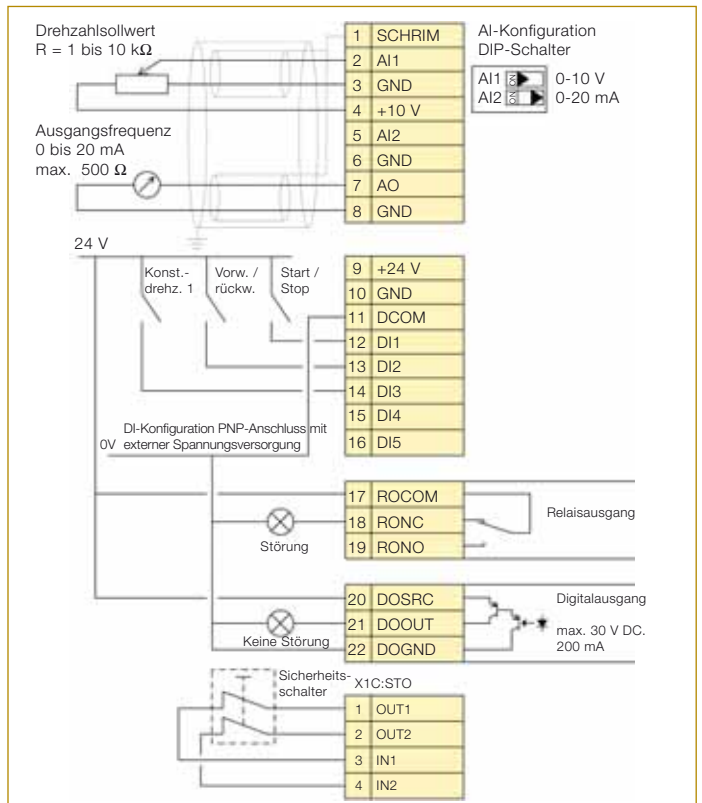 Drehzahlsollwert
R = 1 bis 10 kΩ
1 SCHRIM
2 AI1
3 GND
4 +10 V
5 AI2
6 GND
7 AO
8 GND
AI-Konfiguration
DIP-Schalter
AI1 ON 0-10 V
AI2 ON 0-20 mA
Ausgangsfrequenz
0 bis 20 mA
max. 500 Ω
24 V
Konst.-
drehz. 1
Vorw. /
rückw.
Start /
Stop
9 +24 V
10 GND
11 DCOM
12 DI1
13 DI2
14 DI3
15 DI4
16 DI5
DI-Konfiguration PNP-Anschluss mit
0V externer Spannungsversorgung
17 ROCOM
18 RONC
19 RONO
Relaisausgang
Störung
20 DOSRC
21 DOOUT
22 DOGND
Digitalausgang
max. 30 V DC.
200 mA
Keine Störung
Sicherheits-
schalter
X1C:STO
1 OUT1
2 OUT2
3 IN1
4 IN2